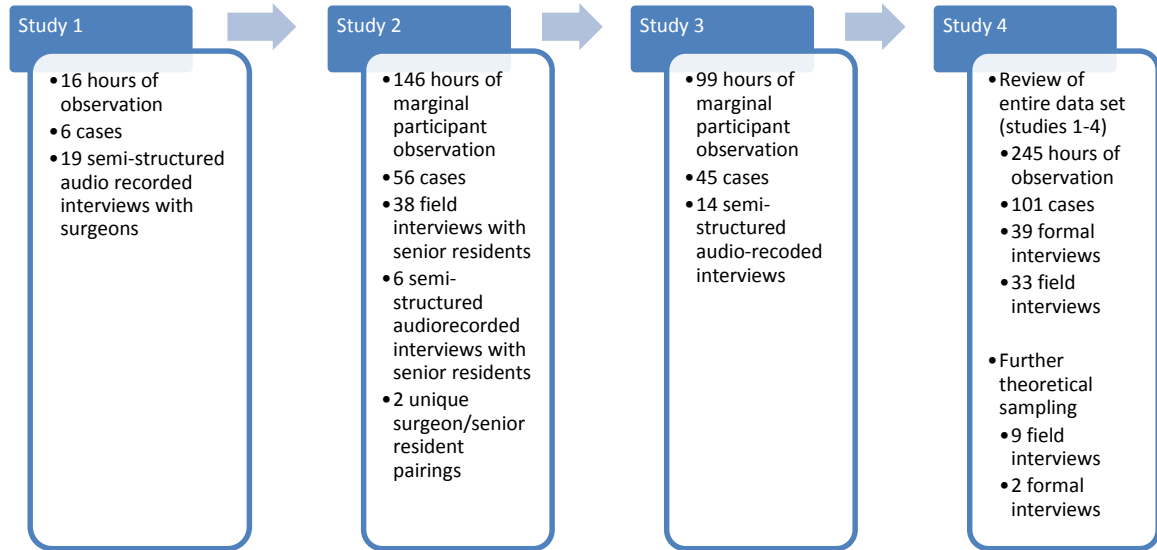 Study 1
•16 hours of
observation
•6 cases
•19 semi-structured
audio recorded
interviews with
surgeons
Study 2
•146 hours of
marginal
participant
observation
•56 cases
•38 field
interviews with
senior residents
•6 semi-
structured
audiorecorded
interviews with
senior residents
•2 unique
surgeon/senior
resident
pairings
Study 3
•99 hours of
marginal
participant
observation
•45 cases
•14 semi-
structured
audio-recoded
interviews
Study 4
•Review of
entire data set
(studies 1-4)
•245 hours of
observation
•101 cases
•39 formal
interviews
•33 field
interviews
•Further
theoretical
sampling
•9 field
interviews
•2 formal
interviews